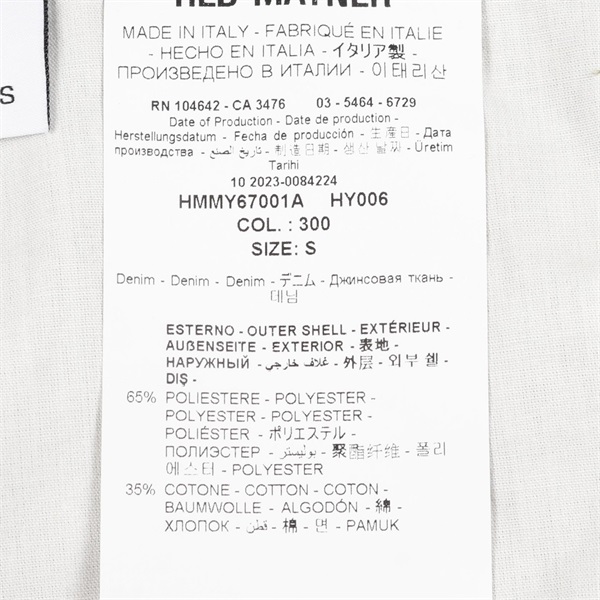 HED MAYNER
MADE IN ITALY - FABRIQUÉ EN ITALIE
- HECHO EN ITALIA - イタリア製 -
ПРОИЗВЕДЕНО В ИТАЛИИ - 이태리산
S
RN 104642 - CA 3476 03 - 5464 - 6729
Date of Production - Date de production -
Herstellungsdatum - Fecha de producción - 生産日 - Дата
производства - تاريخ الصنع - 制造日期 - 생산 날짜 - Üretim
Tarihi
10 2023-0084224
HMMY67001A HY006
COL. : 300
SIZE: S
Denim - Denim - Denim - デニム - Джинсовая ткань -
데님
ESTERNO - OUTER SHELL - EXTÉRIEUR -
AUßENSEITE - EXTERIOR - 表地 -
НАРУЖНЫЙ - غلاف خارجي - 外层 - 외부 쉘 -
DIŞ -
65% POLIESTERE - POLYESTER -
POLYESTER - POLYESTER -
POLIÉSTER - ポリエステル -
ПОЛИЭСТЕР - بوليستر - 聚酯纤维 - 폴리
에스터 - POLYESTER
35% COTONE - COTTON - COTON -
BAUMWOLLE - ALGODÓN - 綿 -
ХЛОПОК - قطن - 棉 - 면 - PAMUK